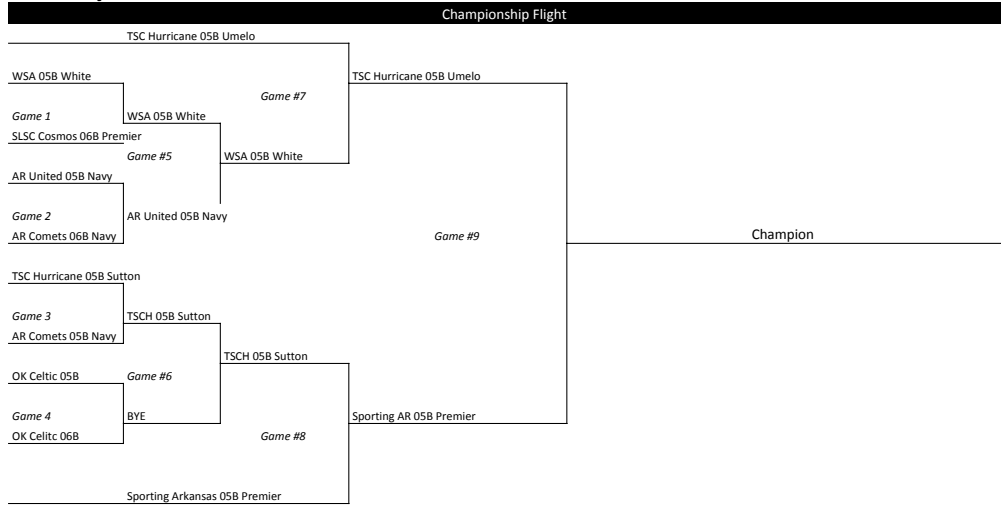 Championship Flight
TSC Hurricane 05B Umelo
WSA 05B White
TSC Hurricane 05B Umelo
Game #7
Game 1
WSA 05B White
SLSC Cosmos 06B Premier
Game #5
WSA 05B White
AR United 05B Navy
Game 2
AR United 05B Navy
AR Comets 06B Navy
Game #9
Champion
TSC Hurricane 05B Sutton
Game 3
TSCH 05B Sutton
AR Comets 05B Navy
TSCH 05B Sutton
OK Celtic 05B
Game #6
Game 4
BYE
Sporting AR 05B Premier
OK Celitc 06B
Game #8
Sporting Arkansas 05B Premier